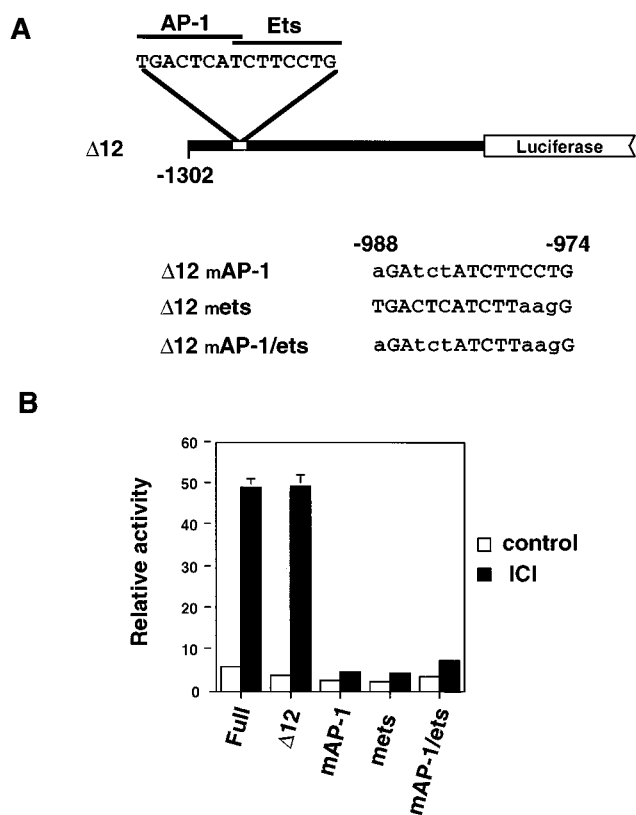 A
AP-1 Ets
TGACTCATCTTCCTG
Δ12
Luciferase
-1302
-988 -974
Δ12 mAP-1 aGAtctATCTTCCTG
Δ12 mets TGACTCATCTTaagG
Δ12 mAP-1/ets aGAtctATCTTaagG
B
Relative activity
60
50
40
30
20
10
0
control
ICI
Full
Δ12
mAP-1
mets
mAP-1/ets